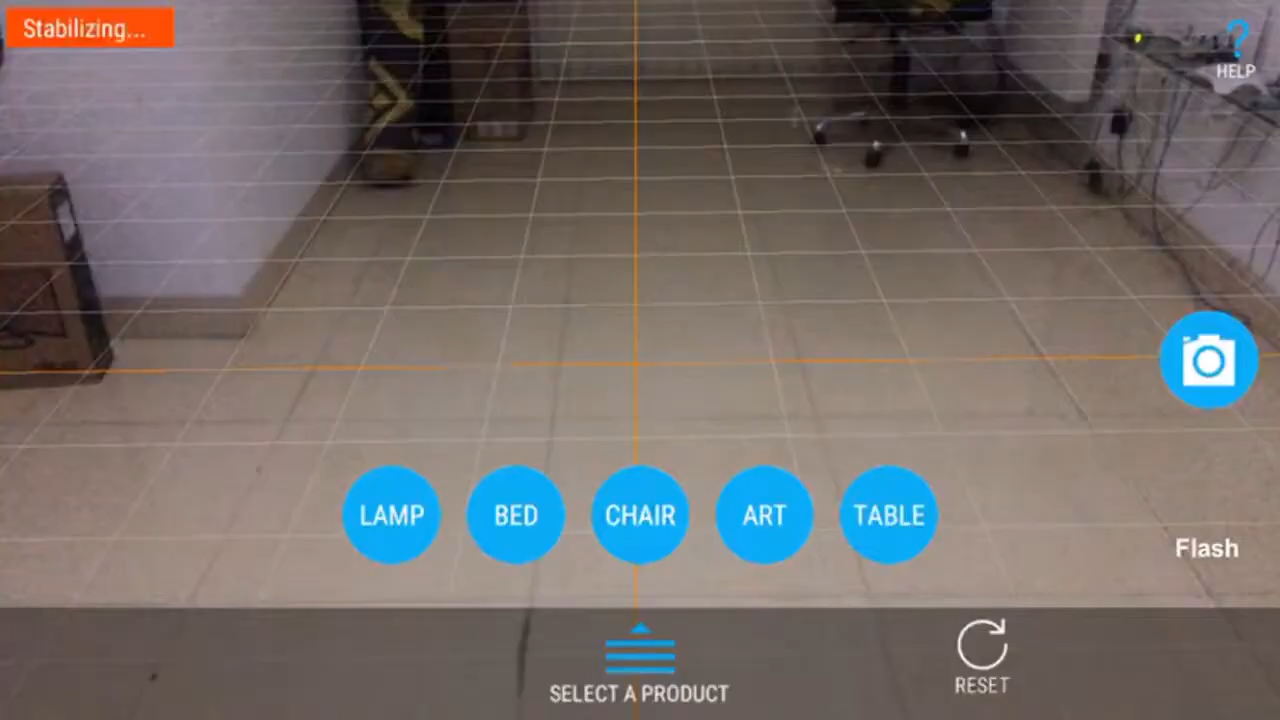 Stabilizing...
HELP
LAMP
BED
CHAIR
ART
TABLE
Flash
SELECT A PRODUCT
RESET